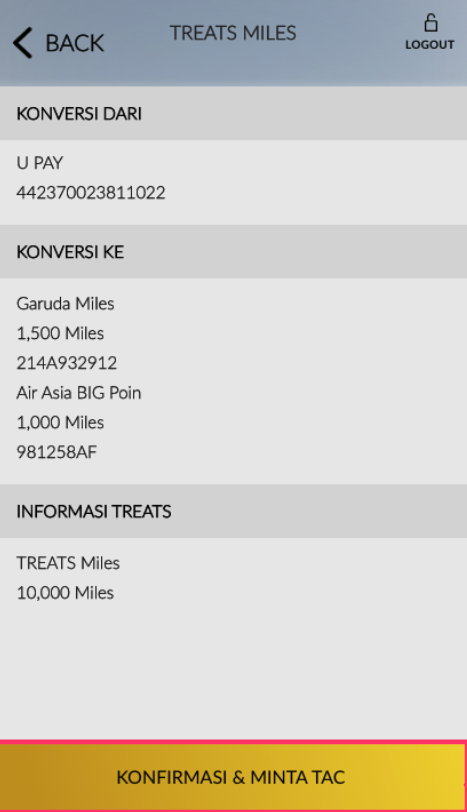 BACK
TREATS MILES
LOGOUT
KONVERSI DARI
U PAY
442370023811022
KONVERSI KE
Garuda Miles
1,500 Miles
214A932912
Air Asia BIG Poin
1,000 Miles
981258AF
INFORMASI TREATS
TREATS Miles
10,000 Miles
KONFIRMASI & MINTA TAC